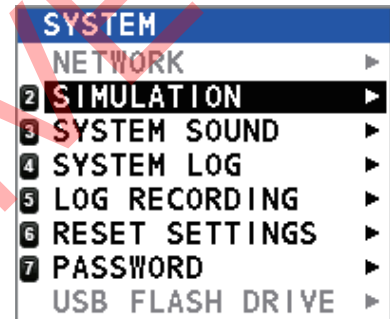 SYSTEM
NETWORK
2 SIMULATION
3 SYSTEM SOUND
4 SYSTEM LOG
5 LOG RECORDING
6 RESET SETTINGS
7 PASSWORD
USB FLASH DRIVE